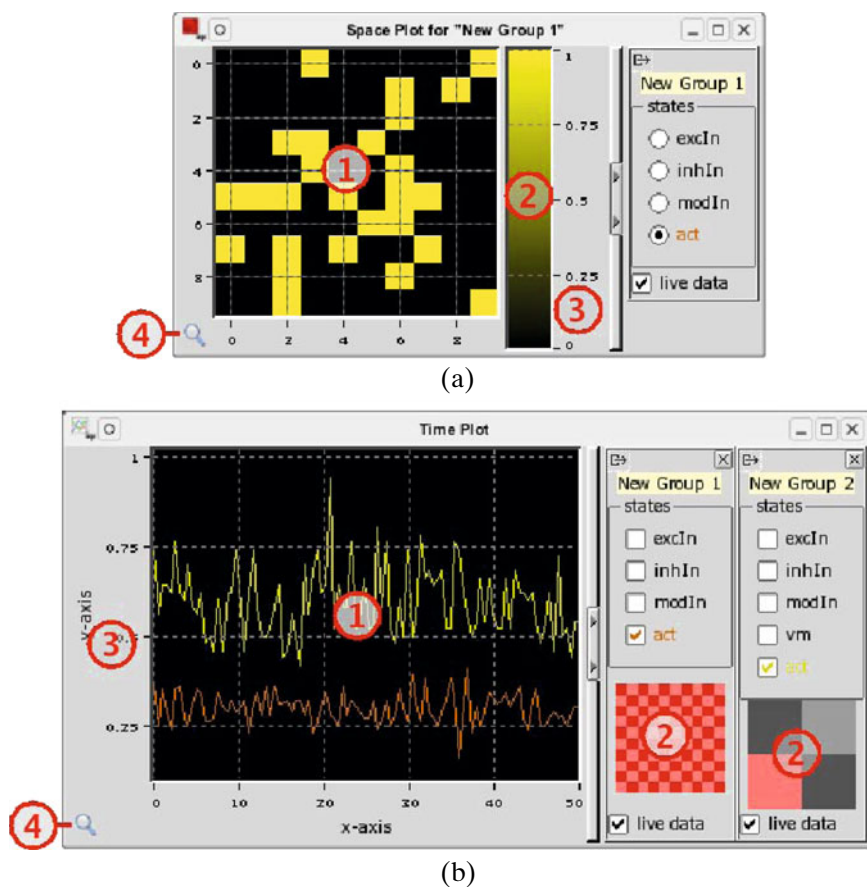 Space Plot for "New Group 1"
0
2
4
6
8
0 2 4 6 8
1
0.75
0.5
0.25
0
1
2
3
4
New Group 1
states
excIn
inhIn
modIn
act
live data
(a)
Time Plot
1
0.75
0.5
0.25
y-axis
0 10 20 30 40 50
x-axis
1
3
4
New Group 1
states
excIn
inhIn
modIn
act
2
live data
New Group 2
states
excIn
inhIn
modIn
vm
act
2
live data
(b)